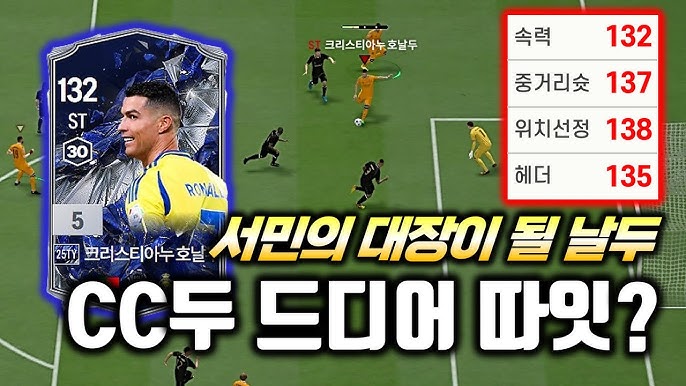 132
ST
30
5
25TY 크리스티아누 호날
RONALDO
ST 크리스티아누 호날두
속력 132
중거리슛 137
위치선정 138
헤더 135
서민의 대장이 될 날두
CC두 드디어 따잇?